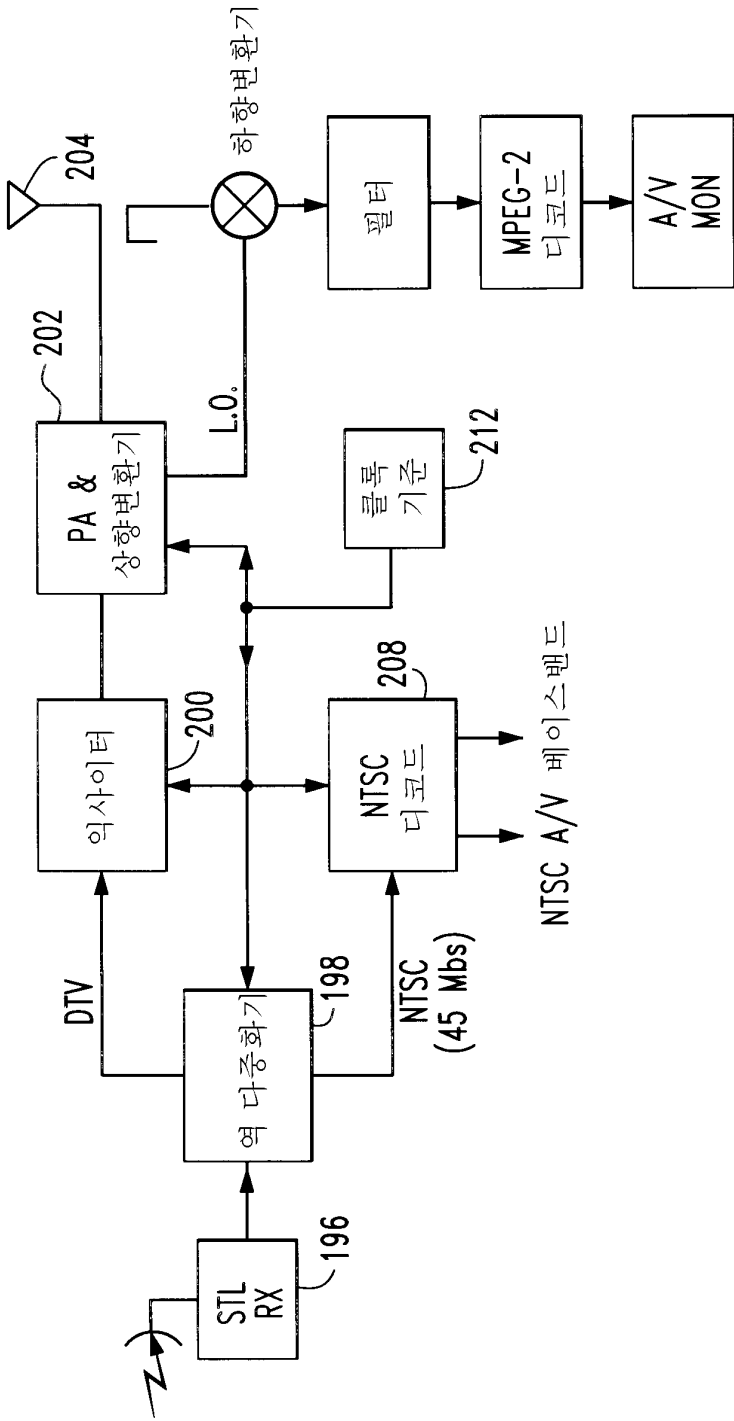 STL
RX
196
역 다중화기
198
DTV
NTSC
(45 Mbs)
익사이터
200
NTSC
디코드
208
NTSC A/V 베이스밴드
PA &
상향변환기
202
클록
기준
212
204
L.O.
하향변환기
필터
MPEG-2
디코드
A/V
MON